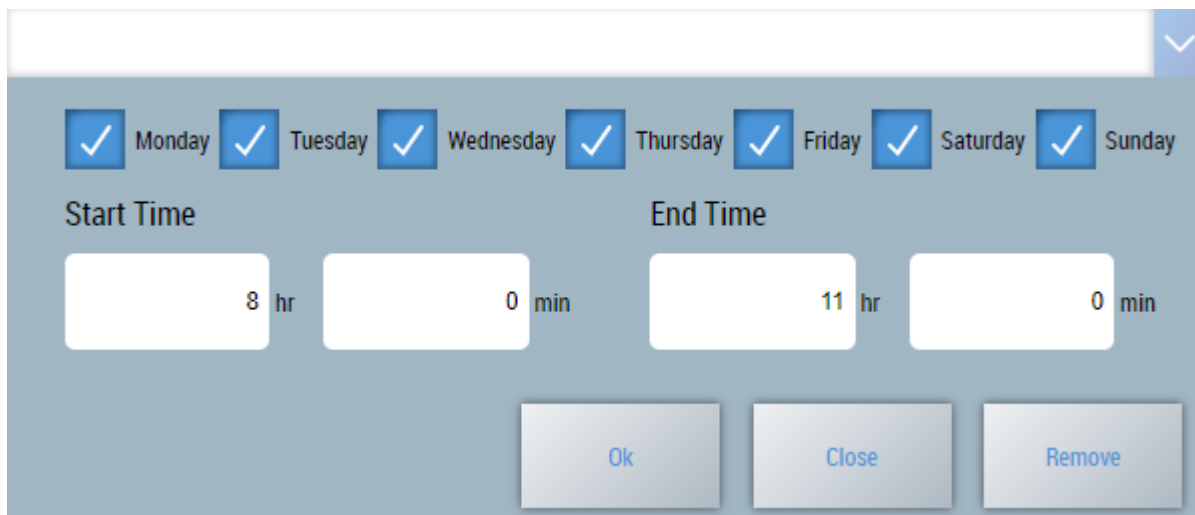 Monday Tuesday Wednesday Thursday Friday Saturday Sunday
Start Time End Time
8 hr 0 min 11 hr 0 min
Ok Close Remove